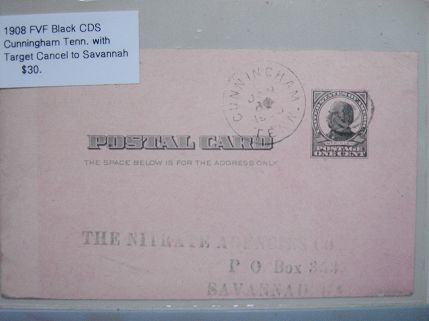 1908 FVF Black CDS
Cunningham Tenn. with
Target Cancel to Savannah
$30.
CUNNINGHAM
TENN
POSTAL CARD
THE SPACE BELOW IS FOR THE ADDRESS ONLY
POSTAGE
ONE CENT
THE NITRATE AGENCIES CO.
P O Box
SAVANNAH, GA